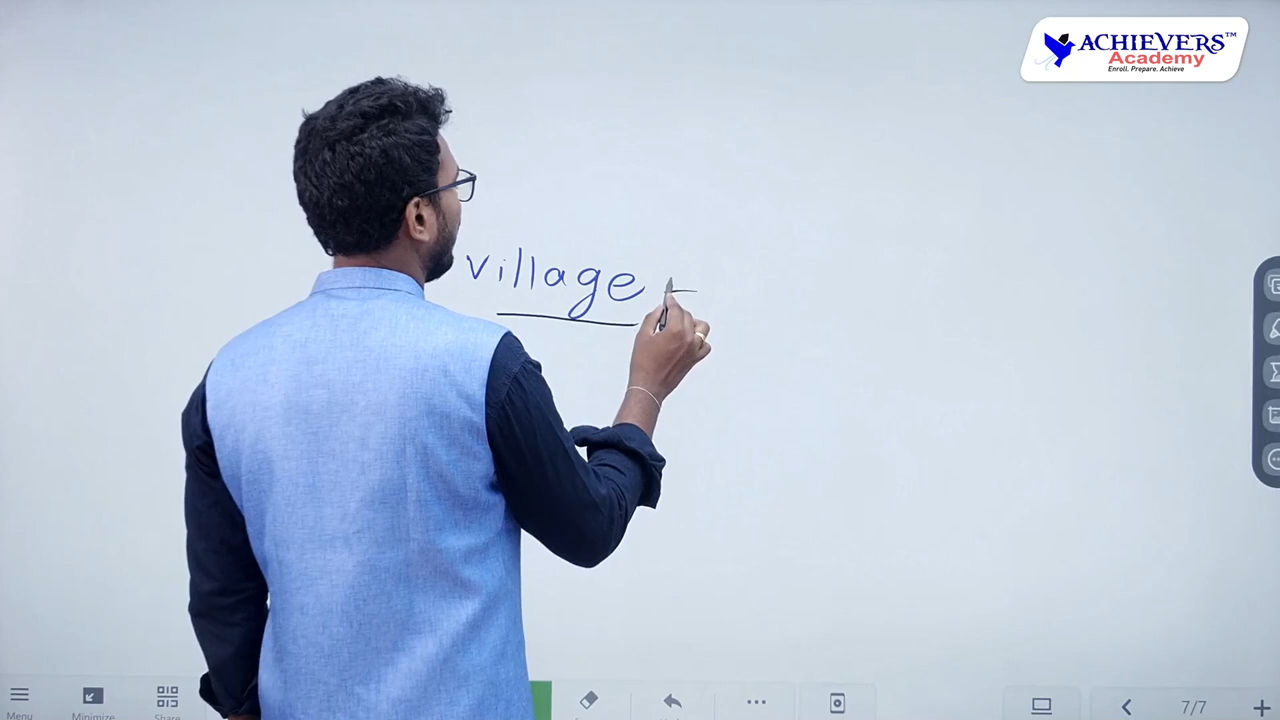 ACHIEVERS™
Academy
Enroll. Prepare. Achieve
village -
Menu
Minimize
Share
7/7